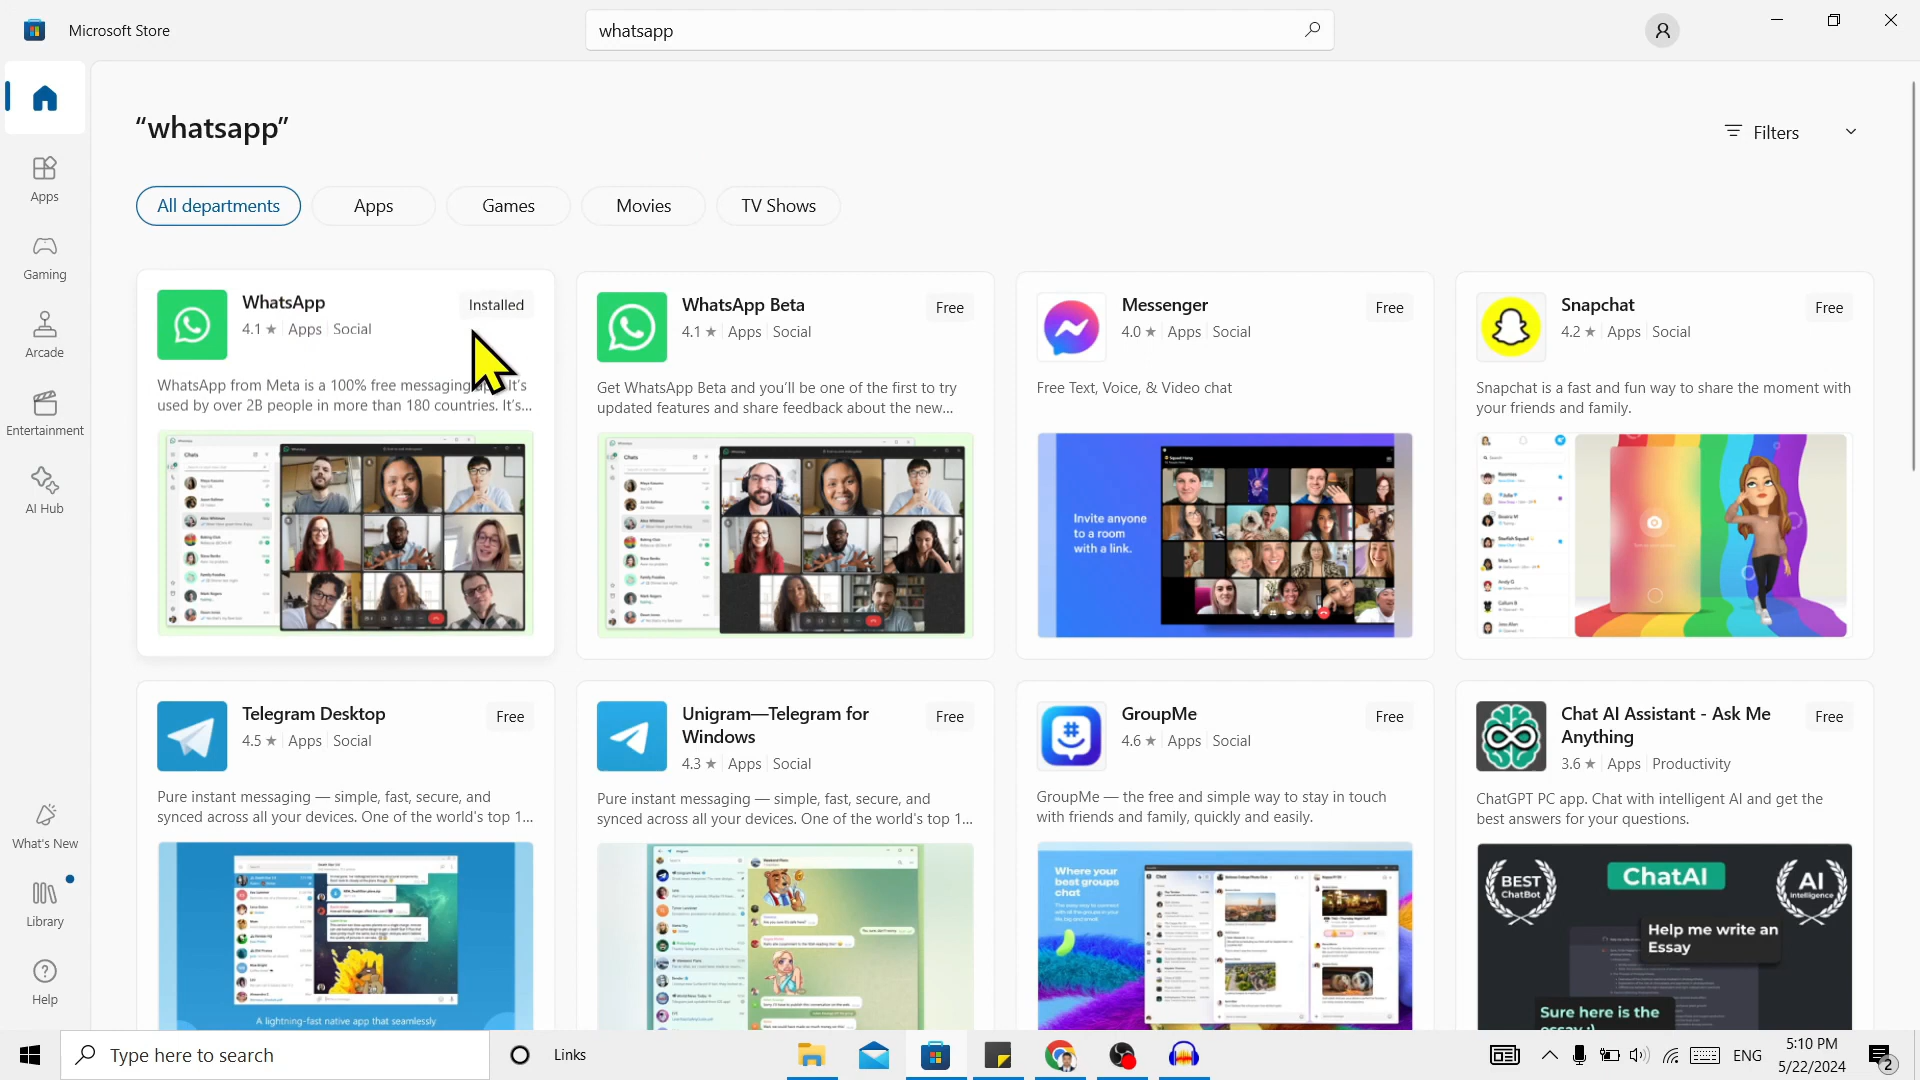 Microsoft Store
whatsapp
“whatsapp”
Filters
All departments
Apps
Games
Movies
TV Shows
Apps
Gaming
Arcade
Entertainment
AI Hub
What's New
Library
Help
WhatsApp
Installed
4.1 ★ Apps Social
WhatsApp from Meta is a 100% free messaging It's
used by over 2B people in more than 180 countries. It's...
Chats
WhatsApp Beta
Free
4.1 ★ Apps Social
Get WhatsApp Beta and you'll be one of the first to try
updated features and share feedback about the new...
Chats
Messenger
Free
4.0 ★ Apps Social
Free Text, Voice, & Video chat
Invite anyone
to a room
with a link.
Snapchat
Free
4.2 ★ Apps Social
Snapchat is a fast and fun way to share the moment with
your friends and family.
Telegram Desktop
Free
4.5 ★ Apps Social
Pure instant messaging — simple, fast, secure, and
synced across all your devices. One of the world's top 1...
A lightning-fast native app that seamlessly
Unigram—Telegram for
Windows
Free
4.3 ★ Apps Social
Pure instant messaging — simple, fast, secure, and
synced across all your devices. One of the world's top 1...
GroupMe
Free
4.6 ★ Apps Social
GroupMe — the free and simple way to stay in touch
with friends and family, quickly and easily.
Where your
best groups
chat
Chat AI Assistant - Ask Me
Anything
Free
3.6 ★ Apps Productivity
ChatGPT PC app. Chat with intelligent AI and get the
best answers for your questions.
BEST
ChatBot
ChatAI
AI
Intelligence
Help me write an
Essay
Sure here is the
essay :)
Type here to search
Links
ENG
5:10 PM
5/22/2024
2